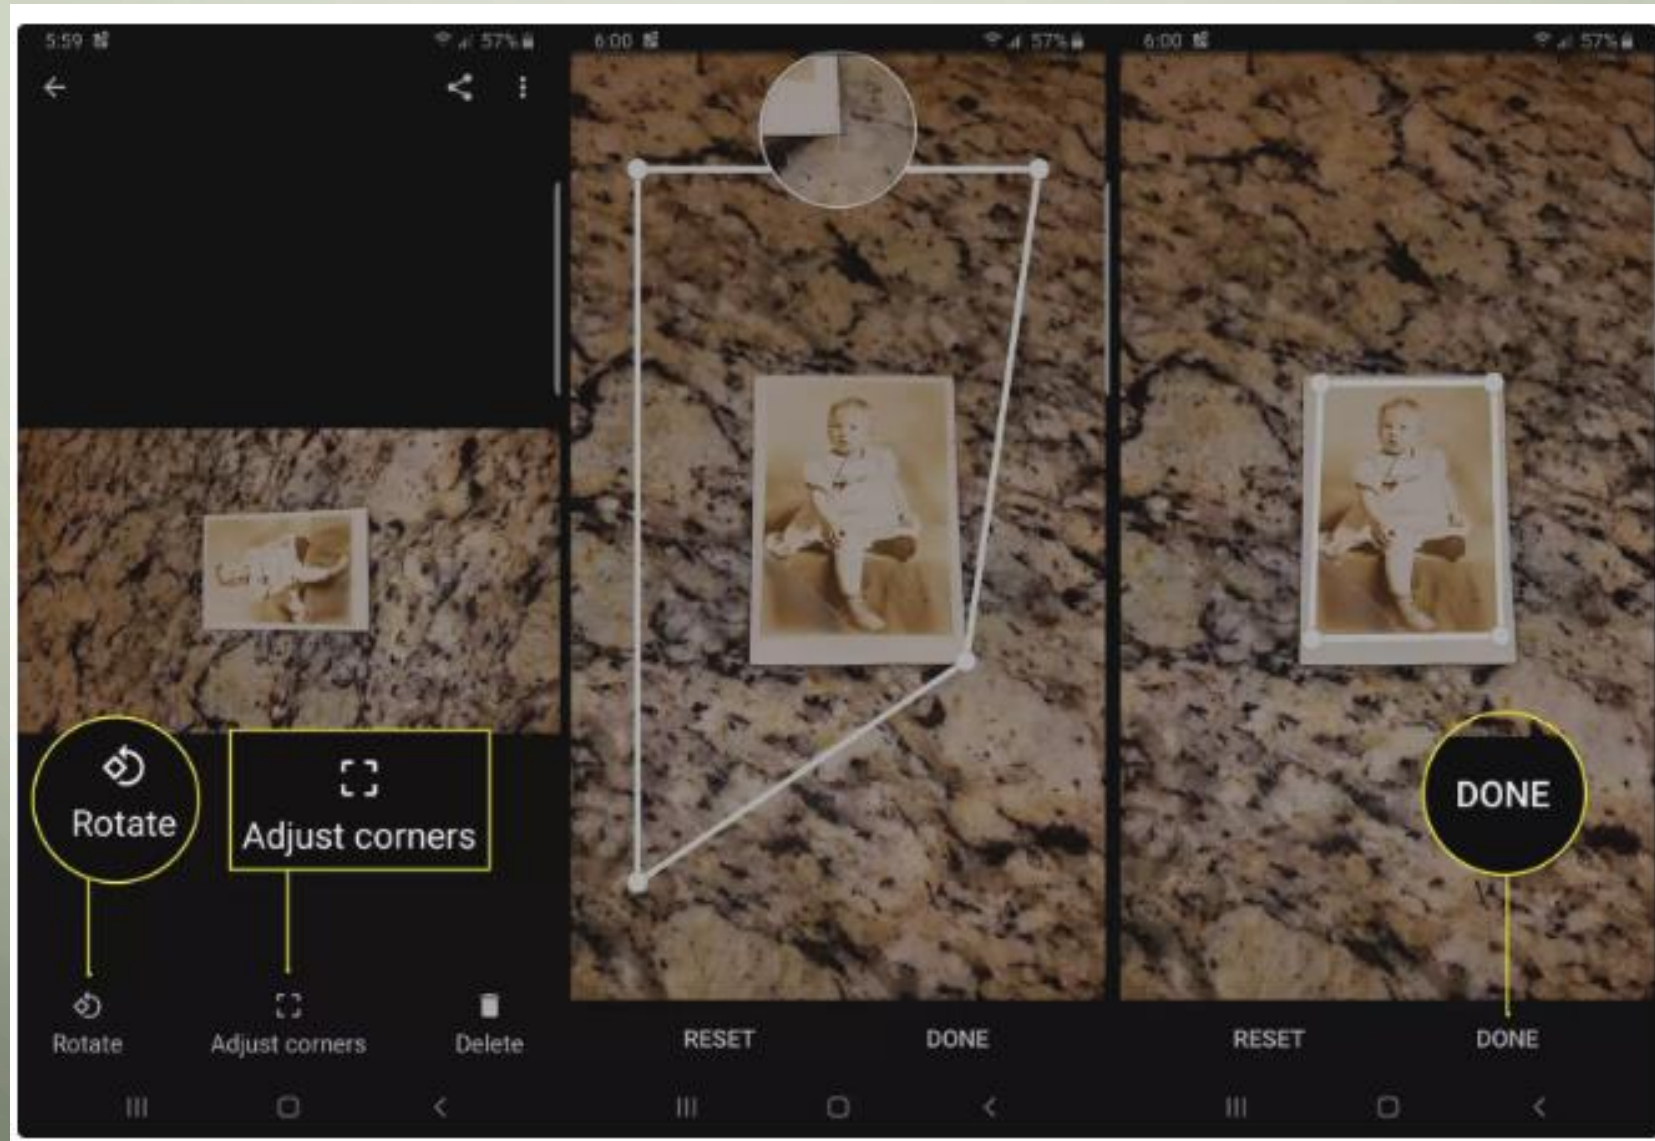 5:59
57%
Rotate
Adjust corners
Rotate
Adjust corners
Delete
6:00
57%
RESET
DONE
6:00
57%
DONE
RESET
DONE